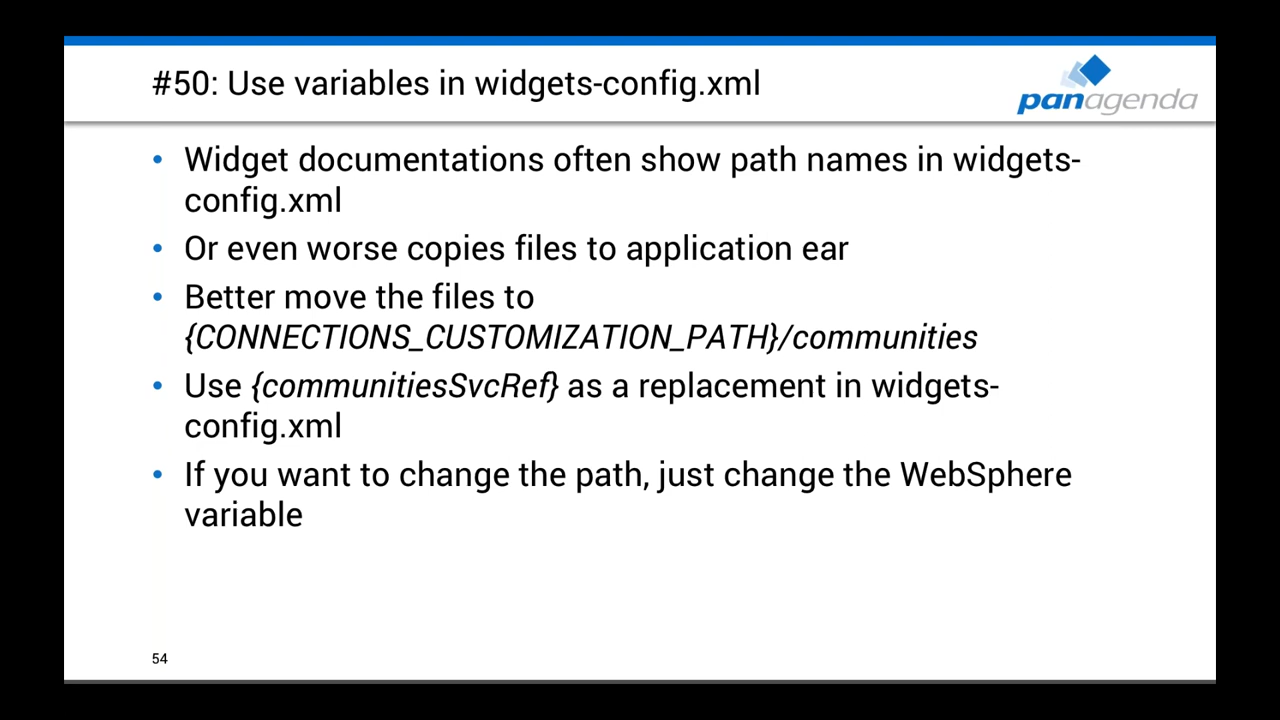 #50: Use variables in widgets-config.xml
panagenda
• Widget documentations often show path names in widgets-
config.xml
• Or even worse copies files to application ear
• Better move the files to
{CONNECTIONS_CUSTOMIZATION_PATH}/communities
• Use {communitiesSvcRef} as a replacement in widgets-
config.xml
• If you want to change the path, just change the WebSphere
variable
54